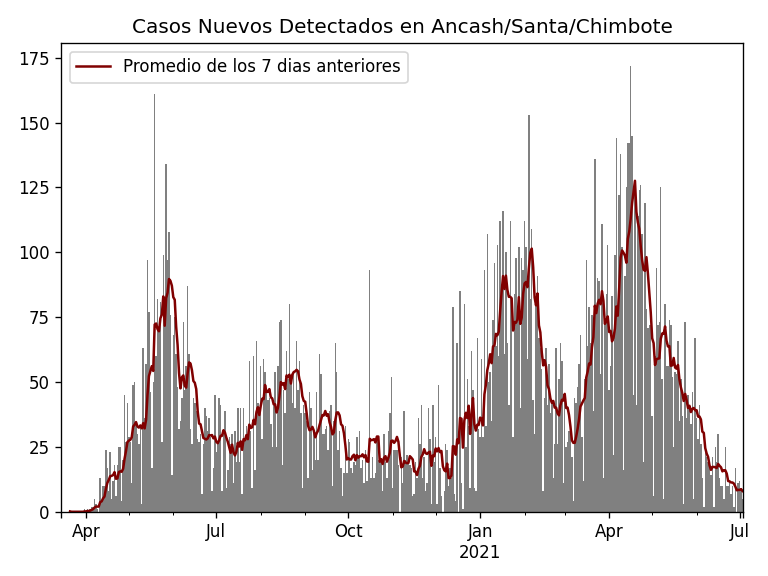 Casos Nuevos Detectados en Ancash/Santa/Chimbote
Promedio de los 7 dias anteriores
175
150
125
100
75
50
25
0
Apr
Jul
Oct
Jan
2021
Apr
Jul